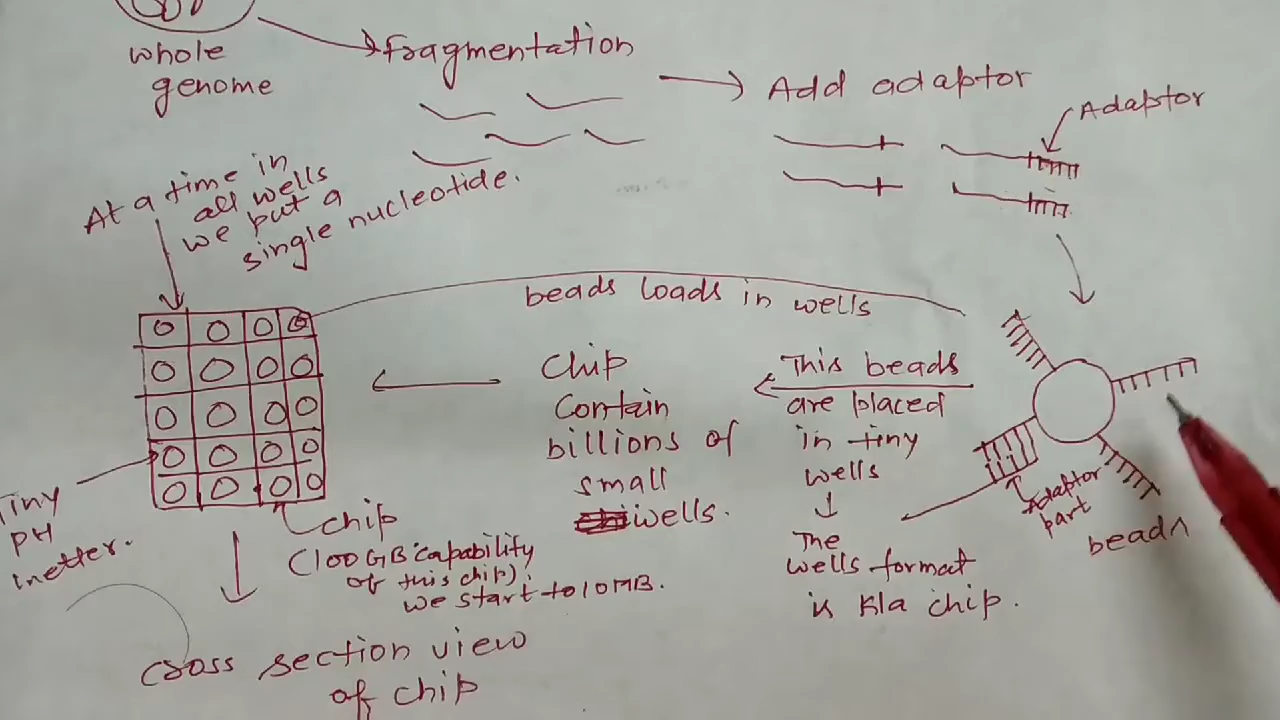 whole
genome
fragmentation
Add adaptor
Adaptor
At a time in
all wells
we put a
single nucleotide.
beads loads in wells
Chip
Contain
billions of
small
wells.
This beads
are placed
in tiny
wells
The
wells format
is
chip.
Adaptor
part
bead
Tiny
PH
chip
(100 GB capability
of this chip).
we start to 10 MB.
Cross section view
of chip